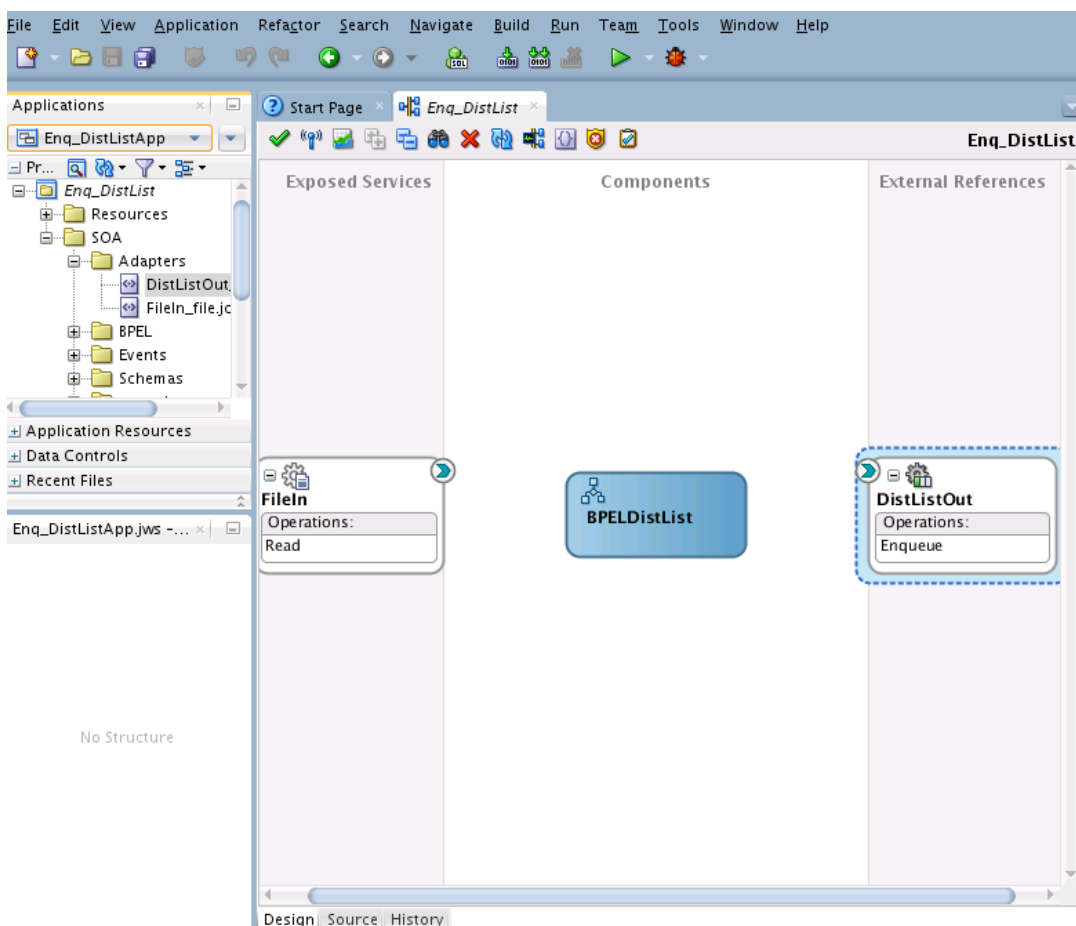 File Edit View Application Refactor Search Navigate Build Run Team Tools Window Help
Applications
Start Page
Enq_DistList
Enq_DistListApp
Enq_DistList
Pr...
Enq_DistList
Resources
SOA
Adapters
DistListOut
FileIn_file.jc
BPEL
Events
Schemas
Application Resources
Data Controls
Recent Files
Enq_DistListApp.jws -...
No Structure
Exposed Services
Components
External References
FileIn
Operations:
Read
BPELDistList
DistListOut
Operations:
Enqueue
Design Source History